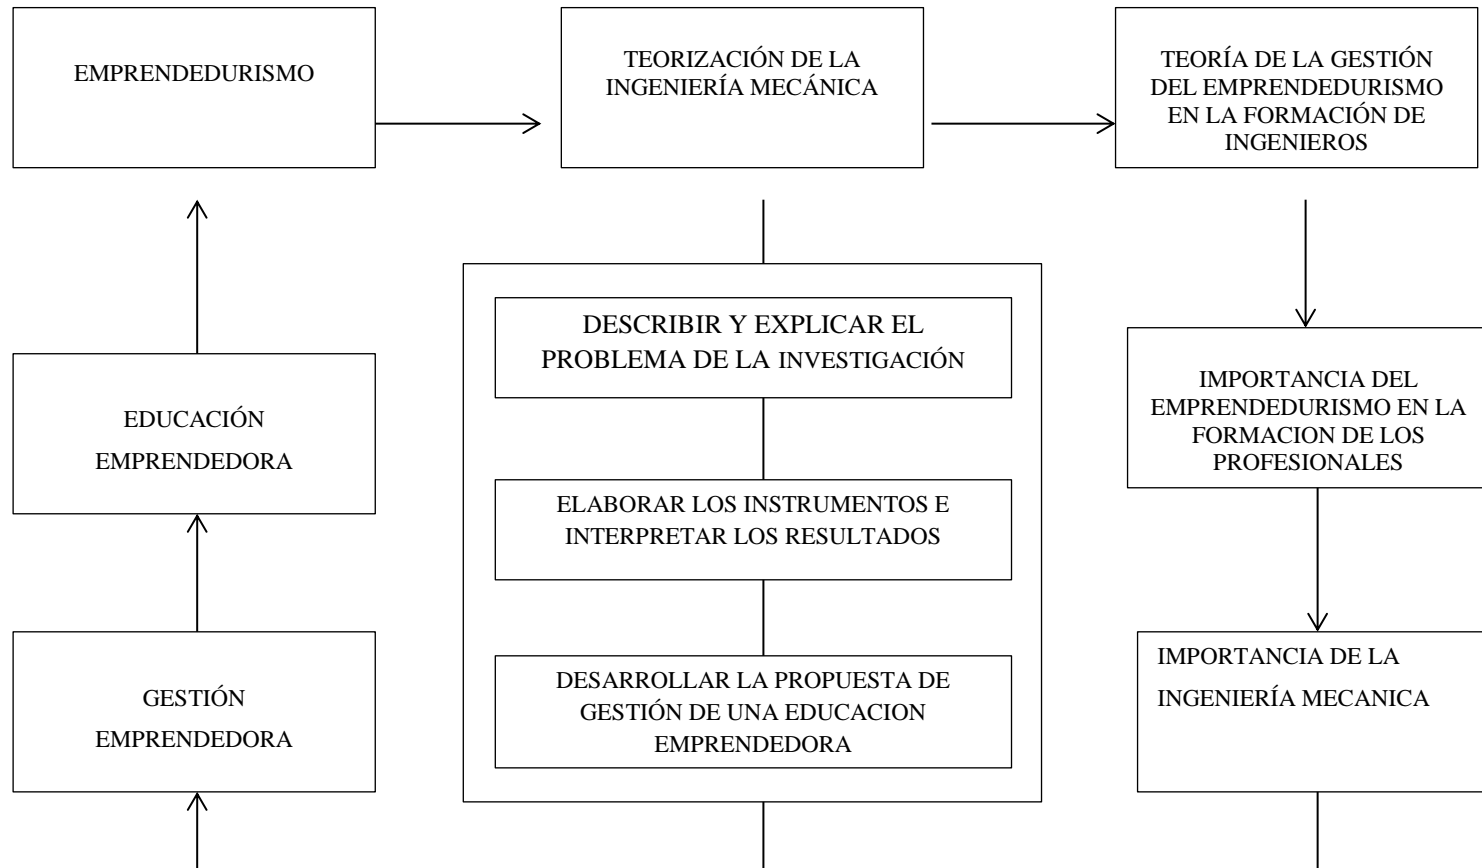 EMPRENDEDURISMO
TEORIZACIÓN DE LA
INGENIERÍA MECÁNICA
TEORÍA DE LA GESTIÓN
DEL EMPRENDEDURISMO
EN LA FORMACIÓN DE
INGENIEROS
DESCRIBIR Y EXPLICAR EL
PROBLEMA DE LA INVESTIGACIÓN
IMPORTANCIA DEL
EMPRENDEDURISMO EN LA
FORMACION DE LOS
PROFESIONALES
EDUCACIÓN
EMPRENDEDORA
ELABORAR LOS INSTRUMENTOS E
INTERPRETAR LOS RESULTADOS
GESTIÓN
EMPRENDEDORA
DESARROLLAR LA PROPUESTA DE
GESTIÓN DE UNA EDUCACION
EMPRENDEDORA
IMPORTANCIA DE LA
INGENIERÍA MECANICA